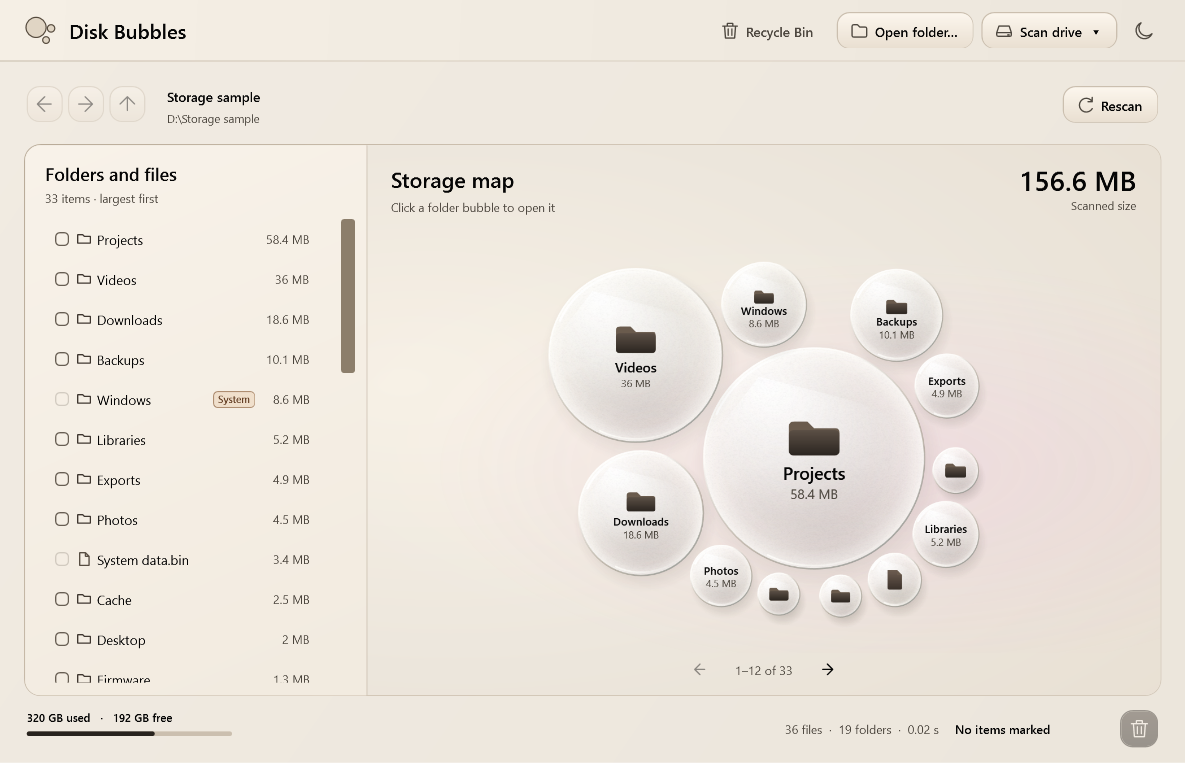 Disk Bubbles
Recycle Bin
Open folder...
Scan drive
Storage sample
D:\Storage sample
Rescan
Folders and files
33 items · largest first
Projects 58.4 MB
Videos 36 MB
Downloads 18.6 MB
Backups 10.1 MB
Windows System 8.6 MB
Libraries 5.2 MB
Exports 4.9 MB
Photos 4.5 MB
System data.bin 3.4 MB
Cache 2.5 MB
Desktop 2 MB
Firmware 1.3 MB
Storage map
Click a folder bubble to open it
156.6 MB
Scanned size
Windows
8.6 MB
Backups
10.1 MB
Videos
36 MB
Exports
4.9 MB
Projects
58.4 MB
Downloads
18.6 MB
Libraries
5.2 MB
Photos
4.5 MB
1–12 of 33
320 GB used · 192 GB free
36 files · 19 folders · 0.02 s No items marked